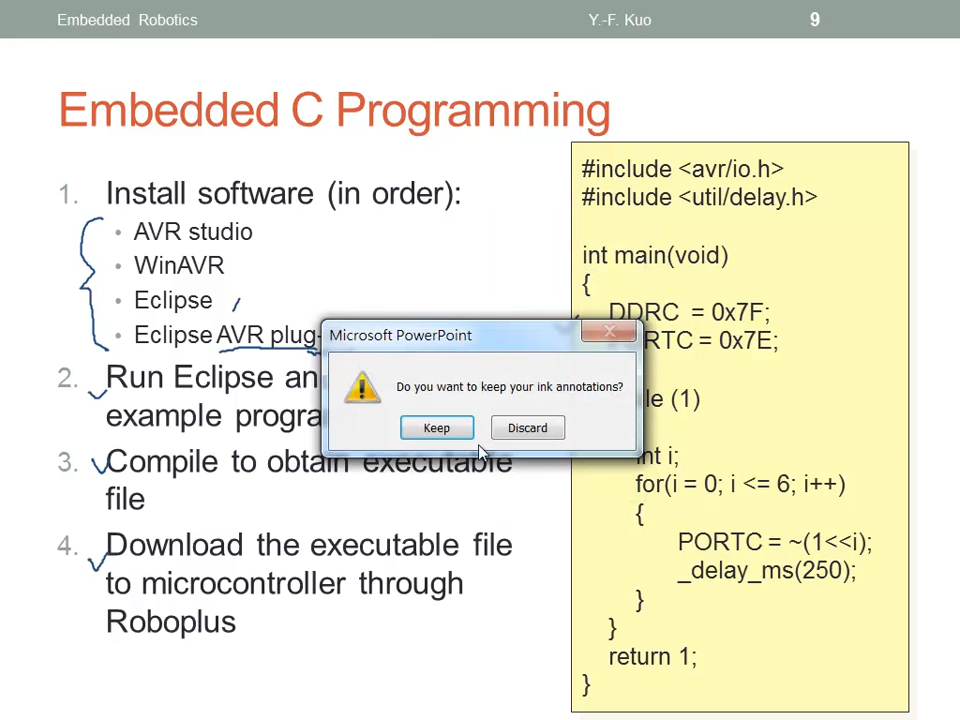 Embedded Robotics
Y.-F. Kuo
9
Embedded C Programming
1. Install software (in order):
• AVR studio
• WinAVR
• Eclipse
• Eclipse AVR plug-
2. Run Eclipse an
example progra
3. Compile to obtain executable
file
4. Download the executable file
to microcontroller through
Roboplus
#include <avr/io.h>
#include <util/delay.h>
int main(void)
{
DDRC = 0x7F;
RTC = 0x7E;
le (1)
int i;
for(i = 0; i <= 6; i++)
{
PORTC = ~(1<<i);
_delay_ms(250);
}
}
return 1;
}
Microsoft PowerPoint
Do you want to keep your ink annotations?
Keep
Discard